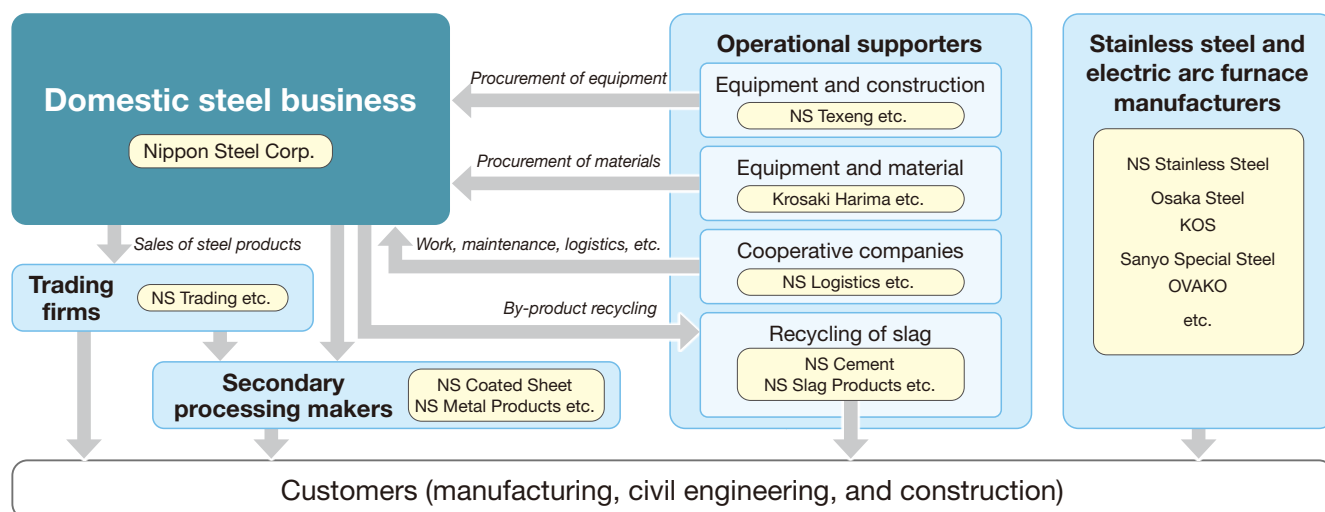 Domestic steel business
Nippon Steel Corp.
Procurement of equipment
Procurement of materials
Sales of steel products
Work, maintenance, logistics, etc.
By-product recycling
Trading
firms
NS Trading etc.
Secondary
processing makers
NS Coated Sheet
NS Metal Products etc.
Operational supporters
Equipment and construction
NS Texeng etc.
Equipment and material
Krosaki Harima etc.
Cooperative companies
NS Logistics etc.
Recycling of slag
NS Cement
NS Slag Products etc.
Stainless steel and
electric arc furnace
manufacturers
NS Stainless Steel
Osaka Steel
KOS
Sanyo Special Steel
OVAKO
etc.
Customers (manufacturing, civil engineering, and construction)